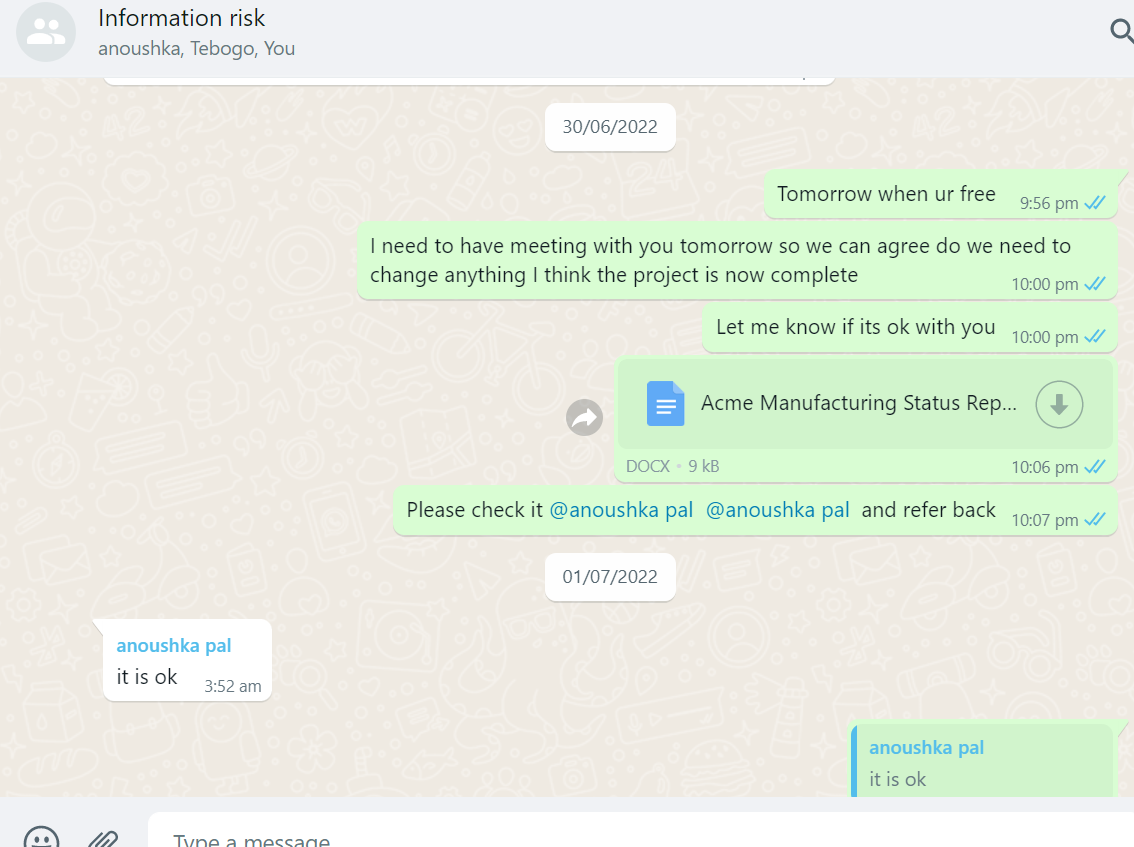 Information risk
anoushka, Tebogo, You
30/06/2022
Tomorrow when ur free 9:56 pm
I need to have meeting with you tomorrow so we can agree do we need to
change anything I think the project is now complete 10:00 pm
Let me know if its ok with you 10:00 pm
Acme Manufacturing Status Rep...
DOCX • 9 kB 10:06 pm
Please check it @anoushka pal @anoushka pal and refer back 10:07 pm
01/07/2022
anoushka pal
it is ok 3:52 am
anoushka pal
it is ok
Type a message